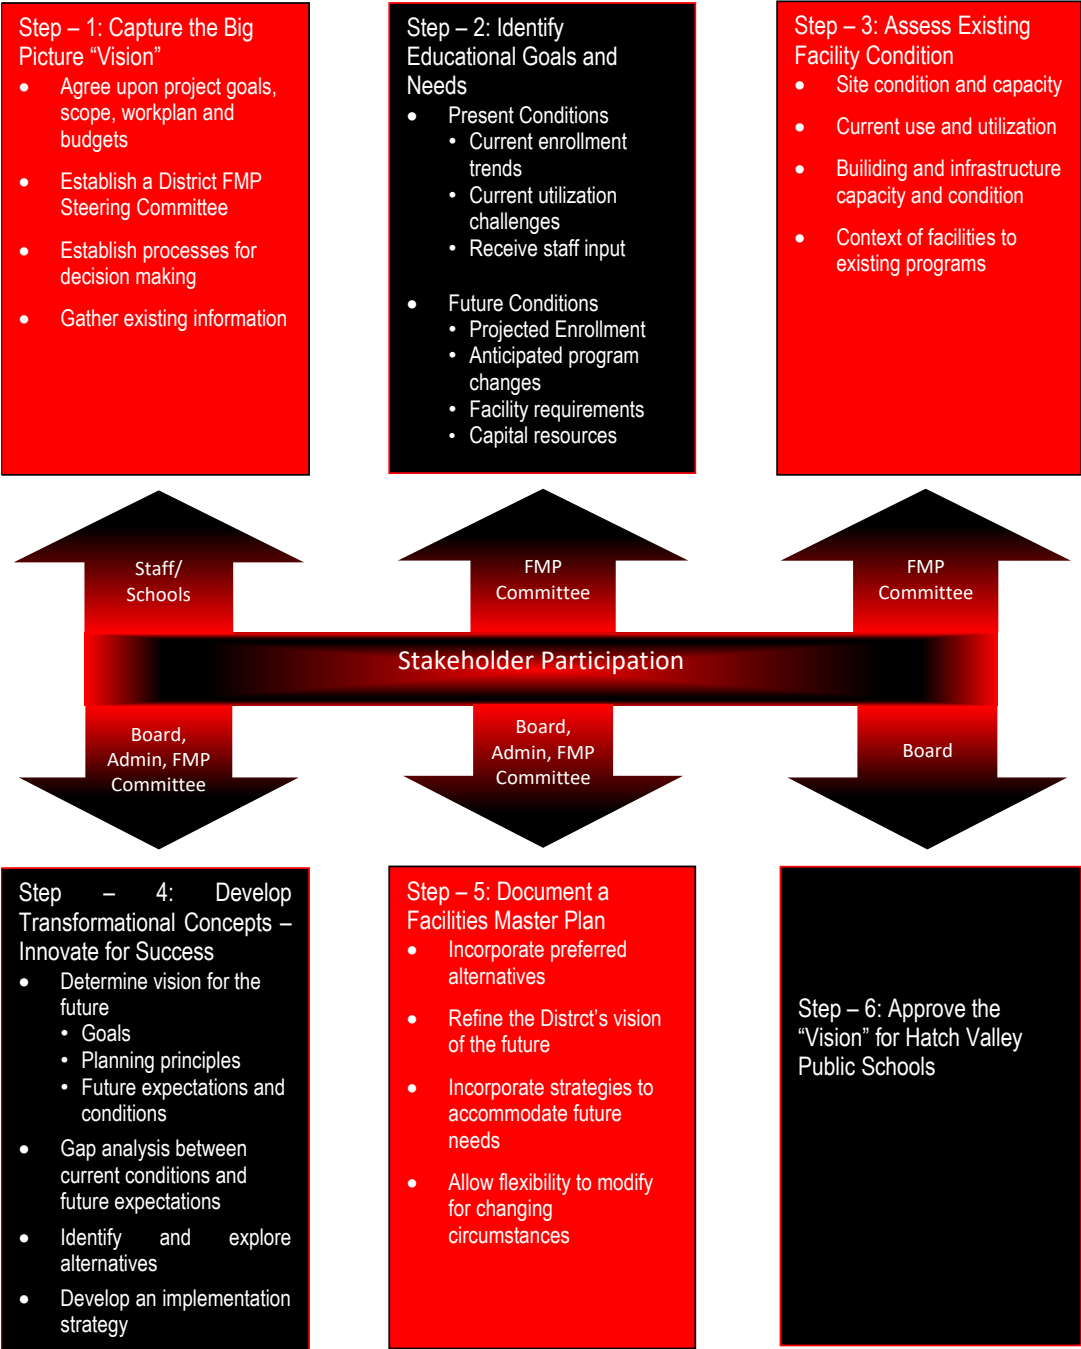 Step – 1: Capture the Big
Picture “Vision”
• Agree upon project goals,
scope, workplan and
budgets
• Establish a District FMP
Steering Committee
• Establish processes for
decision making
• Gather existing information
Step – 2: Identify
Educational Goals and
Needs
• Present Conditions
• Current enrollment
trends
• Current utilization
challenges
• Receive staff input
• Future Conditions
• Projected Enrollment
• Anticipated program
changes
• Facility requirements
• Capital resources
Step – 3: Assess Existing
Facility Condition
• Site condition and capacity
• Current use and utilization
• Builiding and infrastructure
capacity and condition
• Context of facilities to
existing programs
Staff/
Schools
FMP
Committee
FMP
Committee
Stakeholder Participation
Board,
Admin, FMP
Committee
Board,
Admin, FMP
Committee
Board
Step – 4: Develop
Transformational Concepts –
Innovate for Success
• Determine vision for the
future
• Goals
• Planning principles
• Future expectations and
conditions
• Gap analysis between
current conditions and
future expectations
• Identify and explore
alternatives
• Develop an implementation
strategy
Step – 5: Document a
Facilities Master Plan
• Incorporate preferred
alternatives
• Refine the Distrct’s vision
of the future
• Incorporate strategies to
accommodate future
needs
• Allow flexibility to modify
for changing
circumstances
Step – 6: Approve the
“Vision” for Hatch Valley
Public Schools